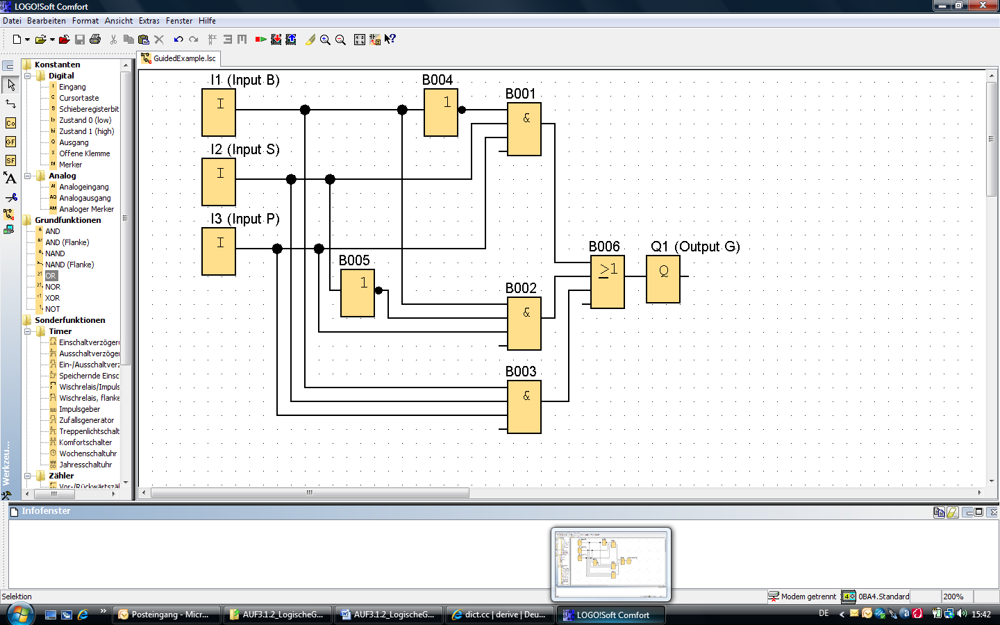 LOGO!Soft Comfort
Datei Bearbeiten Format Ansicht Extras Fenster Hilfe
GuidedExample.lsc
Konstanten
Digital
Eingang
Cursortaste
Schieberegisterbit
Zustand 0 (low)
Zustand 1 (high)
Ausgang
Offene Klemme
Merker
Analog
Analogeingang
Analogausgang
Analoger Merker
Grundfunktionen
AND
AND (Flanke)
NAND
NAND (Flanke)
OR
NOR
XOR
NOT
Sonderfunktionen
Timer
Einschaltverzögeru
Ausschaltverzöger
Ein-/Ausschaltverz
Speichernde Einsc
Wischrelais/Impuls
Wischrelais, flanke
Impulsgeber
Zufallsgenerator
Treppenlichtschalt
Komfortschalter
Wochenschaltuhr
Jahresschaltuhr
Zähler
Vor-/Rückwärtszäl
Werkzeu...
I1 (Input B)
I
B004
1
B001
&
I2 (Input S)
I
I3 (Input P)
I
B005
1
B002
&
B003
&
B006
>1
Q1 (Output G)
Q
Infofenster
Selektion
Modem getrennt
0BA4.Standard
200%
Posteingang - Micr...
AUF3.1.2_LogischeG...
AUF3.1.2_LogischeG...
dict.cc | derive | Deu...
LOGO!Soft Comfort
DE
15:42